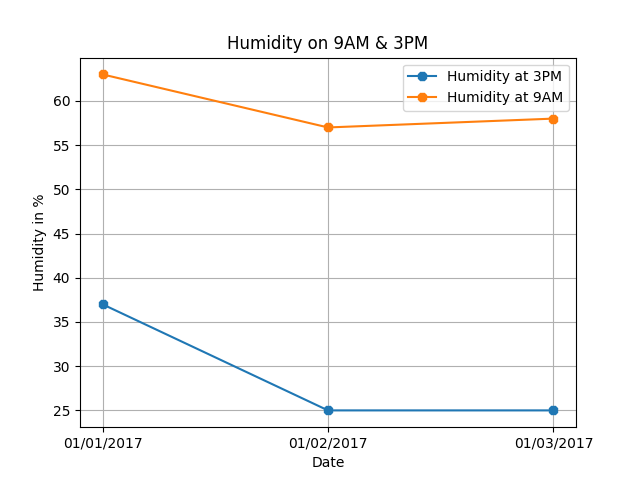 Humidity on 9AM & 3PM
Humidity at 3PM
Humidity at 9AM
60
55
50
45
40
35
30
25
Humidity in %
01/01/2017 01/02/2017 01/03/2017
Date